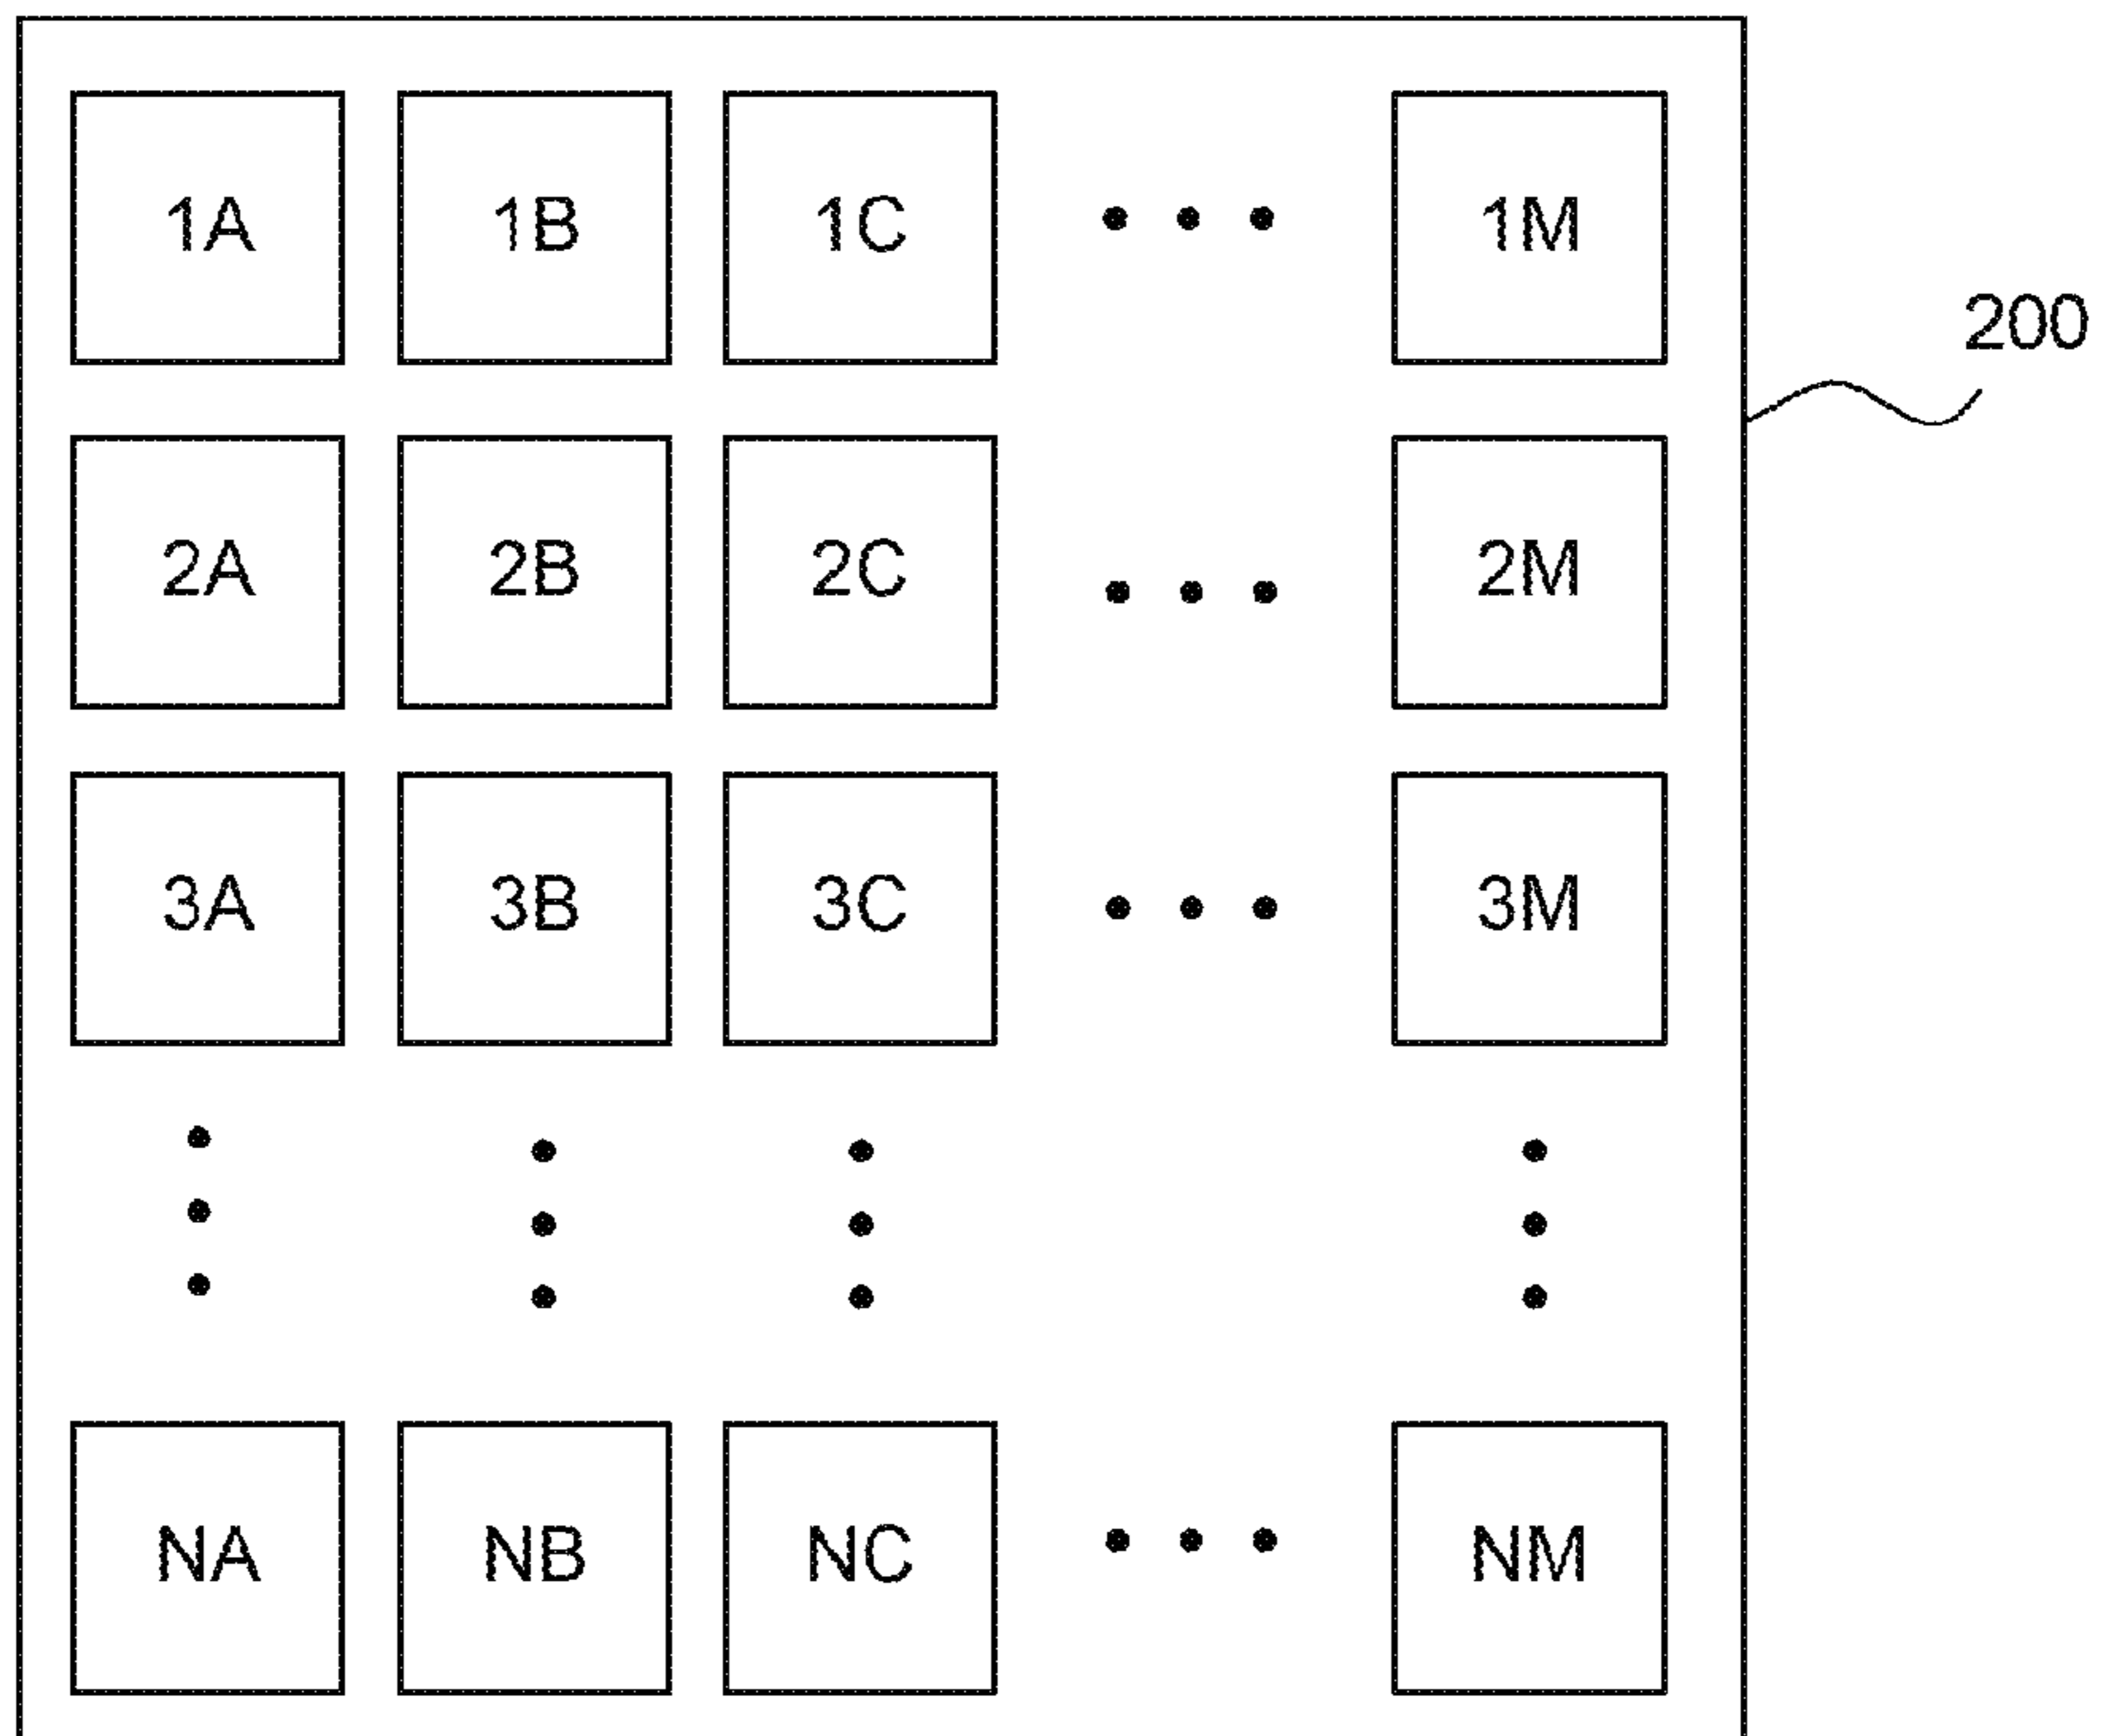 1A 1B 1C • • • 1M
200
2A 2B 2C • • • 2M
3A 3B 3C • • • 3M
NA NB NC • • • NM